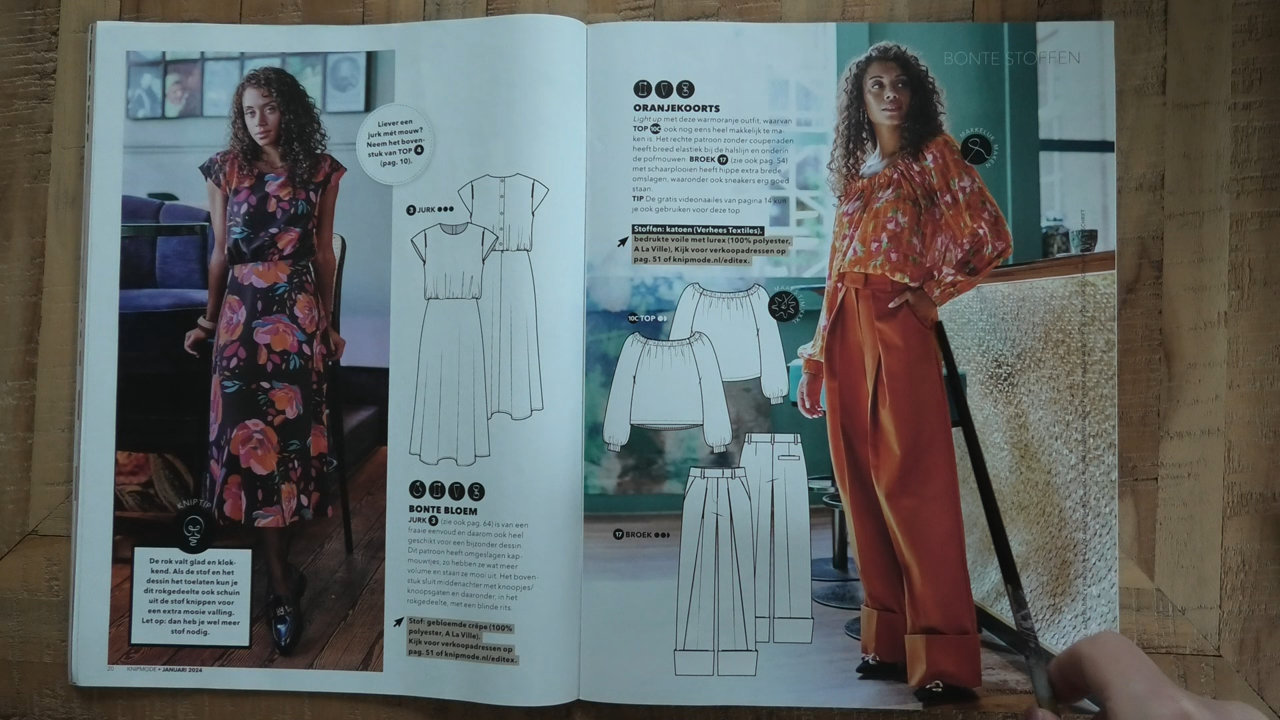 Liever een
jurk mét mouw?
Neem het boven-
stuk van TOP 4
(pag. 10).
3 JURK
KNIPTIP
De rok valt glad en klok-
kend. Als de stof en het
dessin het toelaten kun je
dit rokgedeelte ook schuin
uit de stof knippen voor
een extra mooie valling.
Let op: dan heb je wel meer
stof nodig.
BONTE BLOEM
JURK 3 (zie ook pag. 64) is van een
fraaie eenvoud en daarom ook heel
geschikt voor een bijzonder dessin.
Dit patroon heeft omgeslagen kap-
mouwtjes, zo hebben ze wat meer
volume en staan ze mooi uit. Het boven-
stuk sluit middenachter met knoopjes/
knoopsgaten en daaronder, in het
rokgedeelte, met een blinde rits.
Stof: gebloemde crêpe (100%
polyester, A La Ville).
Kijk voor verkoopadressen op
pag. 51 of knipmode.nl/editex.
20 KNIPMODE • JANUARI 2024
BONTE STOFFEN
ORANJEKOORTS
Light up met deze warmoranje outfit, waarvan
TOP 10C ook nog eens heel makkelijk te ma-
ken is. Het rechte patroon zonder coupenaden
heeft breed elastiek bij de halslijn en onderin
de pofmouwen. BROEK 17 (zie ook pag. 54)
met schaarplooien heeft hippe extra brede
omslagen, waaronder ook sneakers erg goed
staan.
TIP De gratis videonaailes van pagina 14 kun
je ook gebruiken voor deze top
Stoffen: katoen (Verhees Textiles),
bedrukte voile met lurex (100% polyester,
A La Ville), Kijk voor verkoopadressen op
pag. 51 of knipmode.nl/editex.
MAKKELIJK MAKEN
10C TOP
17 BROEK